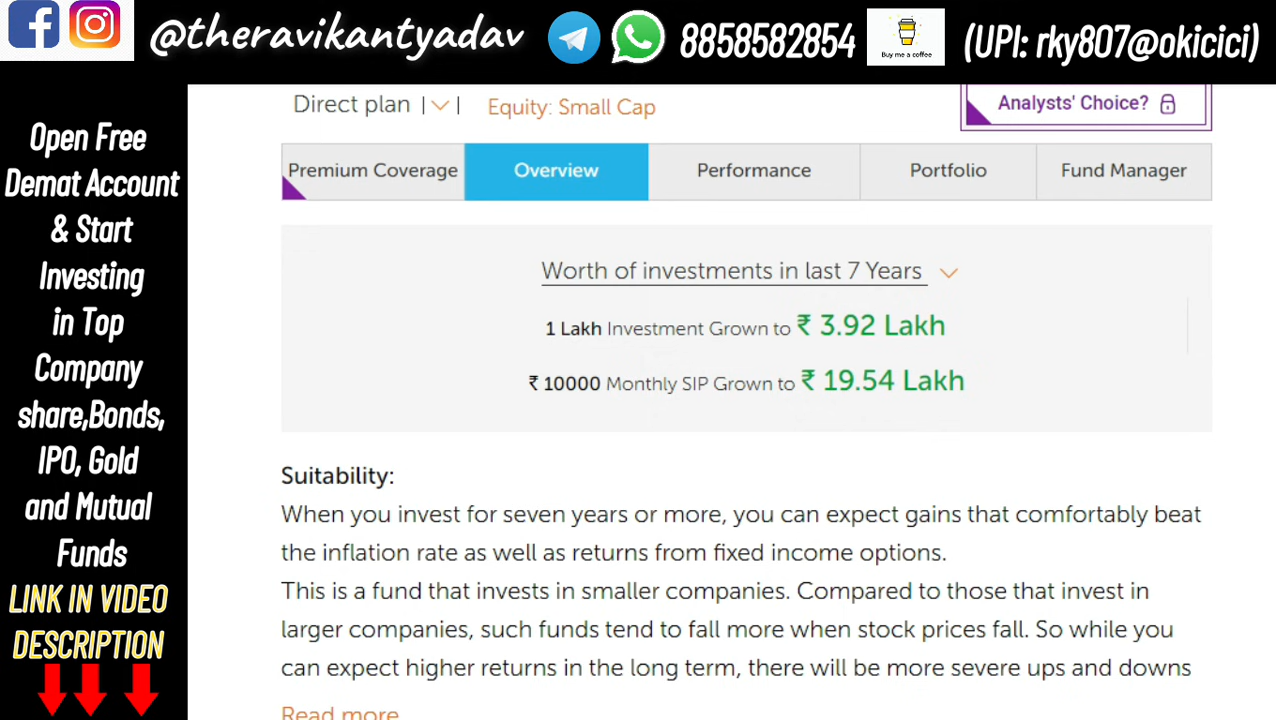 @theravikantyadav
8858582854
Buy me a coffee
(UPI: rky807@okicici)
Open Free
Demat Account
& Start
Investing
in Top
Company
share,Bonds,
IPO, Gold
and Mutual
Funds
LINK IN VIDEO
DESCRIPTION
Direct plan | |
Equity: Small Cap
Analysts' Choice?
Premium Coverage
Overview
Performance
Portfolio
Fund Manager
Worth of investments in last 7 Years
1 Lakh Investment Grown to ₹ 3.92 Lakh
₹ 10000 Monthly SIP Grown to ₹ 19.54 Lakh
Suitability:
When you invest for seven years or more, you can expect gains that comfortably beat
the inflation rate as well as returns from fixed income options.
This is a fund that invests in smaller companies. Compared to those that invest in
larger companies, such funds tend to fall more when stock prices fall. So while you
can expect higher returns in the long term, there will be more severe ups and downs
Read more